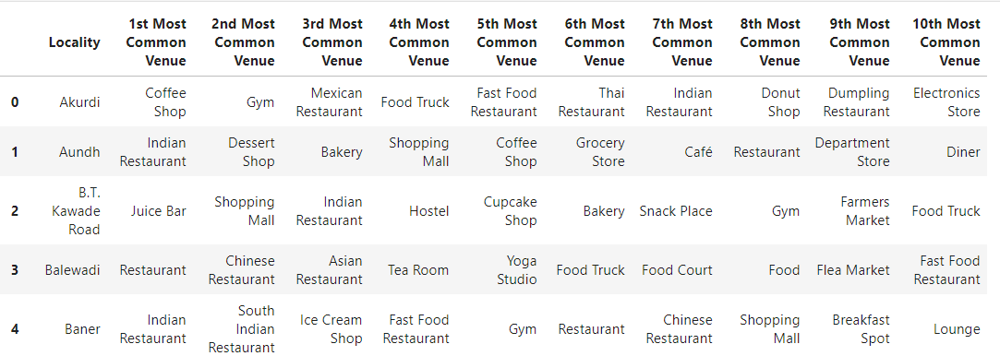 Locality 1st Most Common Venue 2nd Most Common Venue 3rd Most Common Venue 4th Most Common Venue 5th Most Common Venue 6th Most Common Venue 7th Most Common Venue 8th Most Common Venue 9th Most Common Venue 10th Most Common Venue
0 Akurdi Coffee Shop Gym Mexican Restaurant Food Truck Fast Food Restaurant Thai Restaurant Indian Restaurant Donut Shop Dumpling Restaurant Electronics Store
1 Aundh Indian Restaurant Dessert Shop Bakery Shopping Mall Coffee Shop Grocery Store Café Restaurant Department Store Diner
2 B.T. Kawade Road Juice Bar Shopping Mall Indian Restaurant Hostel Cupcake Shop Bakery Snack Place Gym Farmers Market Food Truck
3 Balewadi Restaurant Chinese Restaurant Asian Restaurant Tea Room Yoga Studio Food Truck Food Court Food Flea Market Fast Food Restaurant
4 Baner Indian Restaurant South Indian Restaurant Ice Cream Shop Fast Food Restaurant Gym Restaurant Chinese Restaurant Shopping Mall Breakfast Spot Lounge